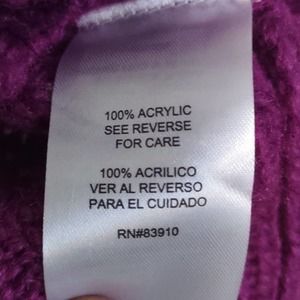 100% ACRYLIC
SEE REVERSE
FOR CARE
100% ACRILICO
VER AL REVERSO
PARA EL CUIDADO
RN#83910